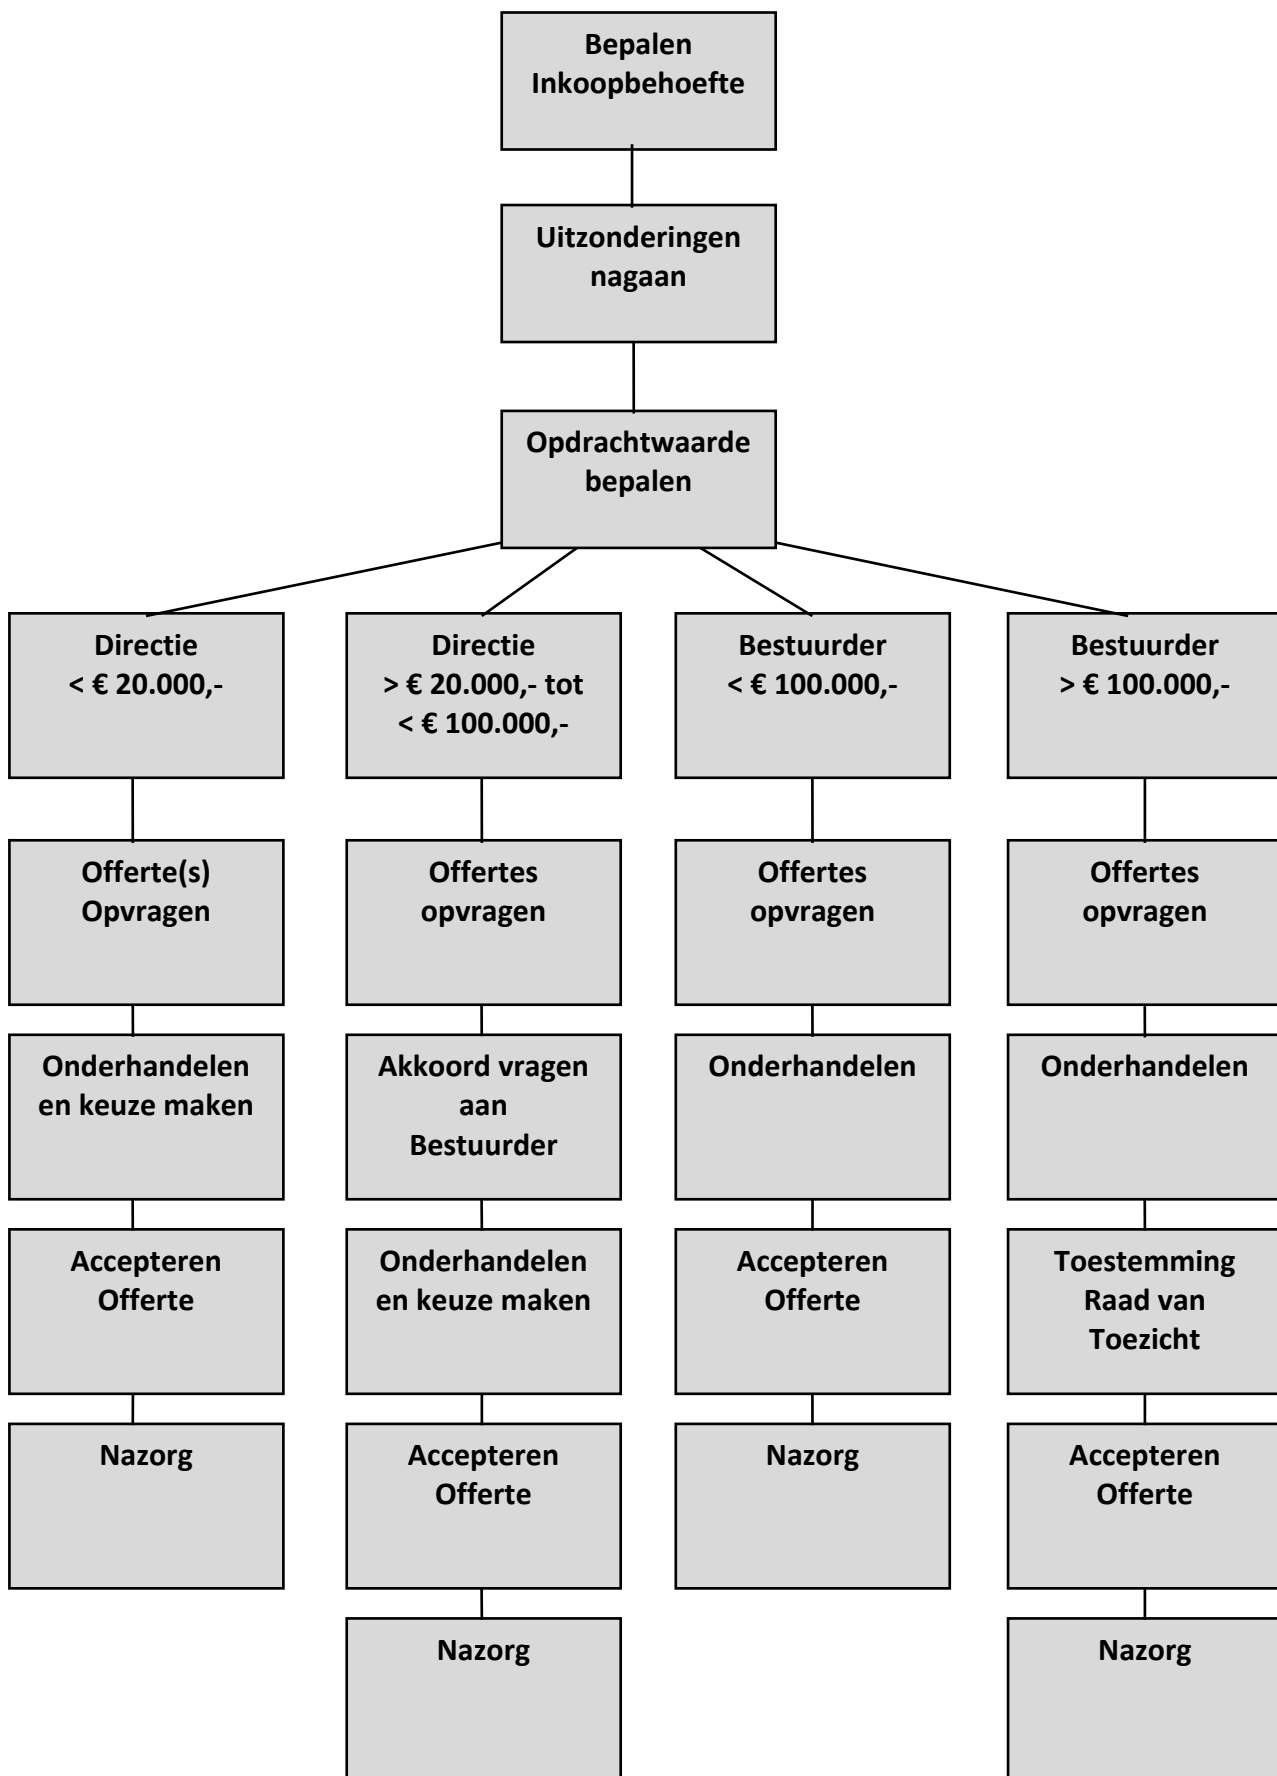 Bepalen
Inkoopbehoefte
Uitzonderingen
nagaan
Opdrachtwaarde
bepalen
Directie
< € 20.000,-
Directie
> € 20.000,- tot
< € 100.000,-
Bestuurder
< € 100.000,-
Bestuurder
> € 100.000,-
Offerte(s)
Opvragen
Offertes
opvragen
Offertes
opvragen
Offertes
opvragen
Onderhandelen
en keuze maken
Akkoord vragen
aan
Bestuurder
Onderhandelen
Onderhandelen
Accepteren
Offerte
Onderhandelen
en keuze maken
Accepteren
Offerte
Toestemming
Raad van
Toezicht
Nazorg
Accepteren
Offerte
Nazorg
Accepteren
Offerte
Nazorg
Nazorg